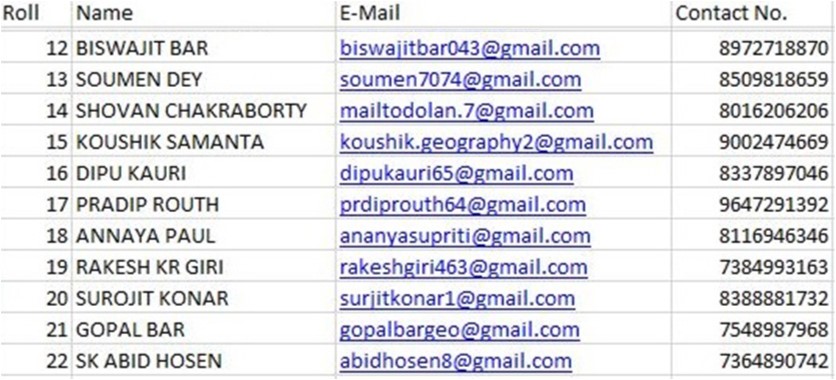 Roll Name E-Mail Contact No.
12 BISWAJIT BAR biswajitbar043@gmail.com 8972718870
13 SOUMEN DEY soumen7074@gmail.com 8509818659
14 SHOVAN CHAKRABORTY mailtodolan.7@gmail.com 8016206206
15 KOUSHIK SAMANTA koushik.geography2@gmail.com 9002474669
16 DIPU KAURI dipukauri65@gmail.com 8337897046
17 PRADIP ROUTH prdiprouth64@gmail.com 9647291392
18 ANNAYA PAUL ananyasupriti@gmail.com 8116946346
19 RAKESH KR GIRI rakeshgiri463@gmail.com 7384993163
20 SUROJIT KONAR surjitkonar1@gmail.com 8388881732
21 GOPAL BAR gopalbargeo@gmail.com 7548987968
22 SK ABID HOSEN abidhosen8@gmail.com 7364890742